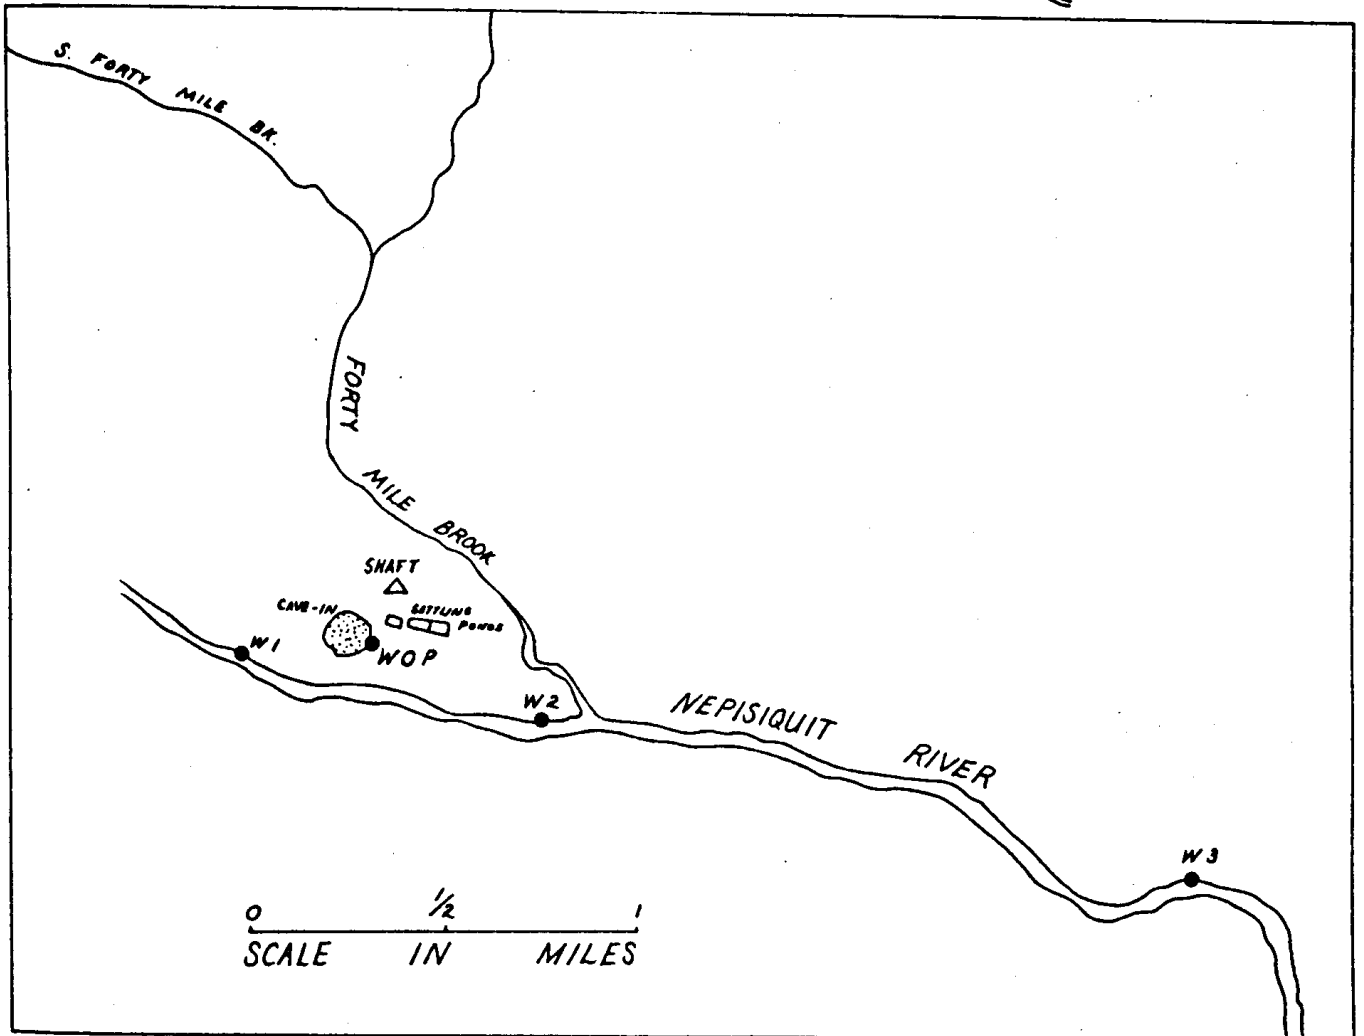 S. FORTY MILE BK.
FORTY
MILE BROOK
SHAFT
CAVE-IN
SETTLING
PONDS
W1
WOP
W2
NEPISIQUIT
RIVER
W3
0 1/2 1
SCALE IN MILES